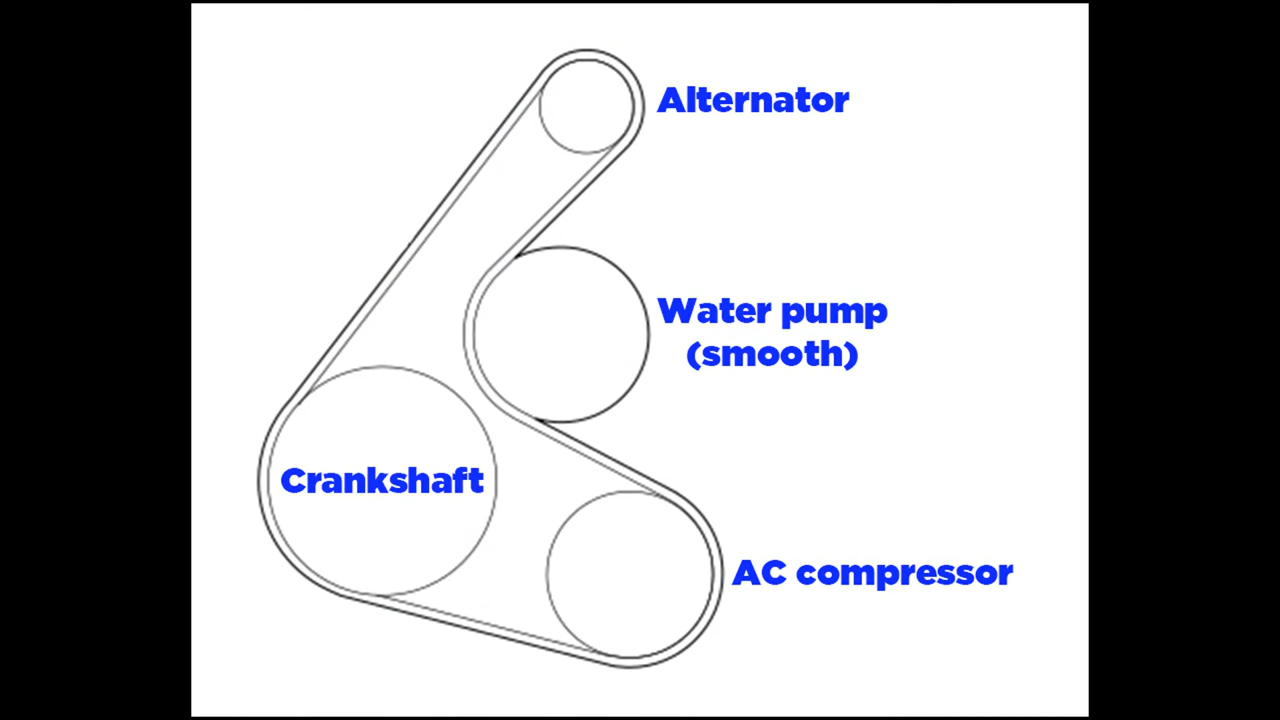 Alternator
Water pump
(smooth)
Crankshaft
AC compressor